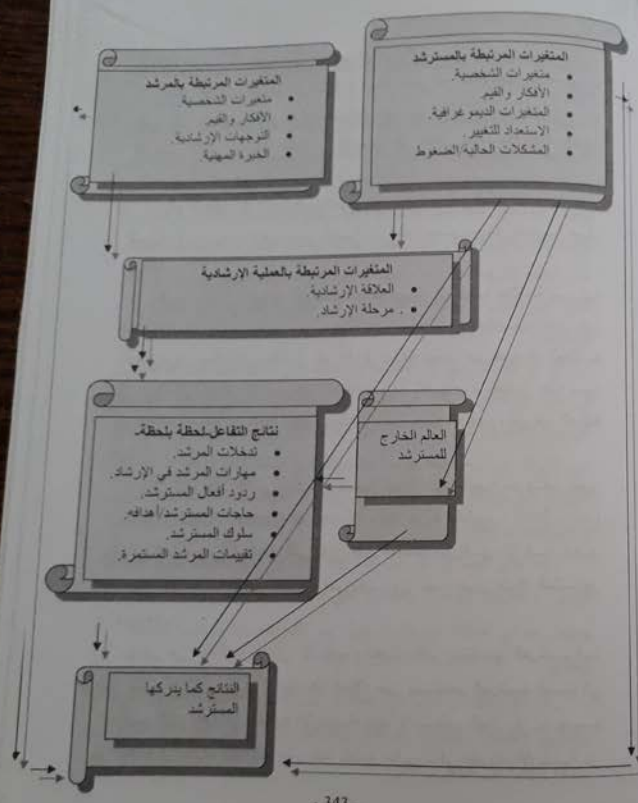 المتغيرات المرتبطة بالمسترشد
• متغيرات الشخصية.
• الأفكار والقيم.
• المتغيرات الديموغرافية.
• الاستعداد للتغيير.
• المشكلات الحالية/الضغوط
المتغيرات المرتبطة بالمرشد
• متغيرات الشخصية.
• الأفكار والقيم.
• التوجهات الإرشادية.
• الخبرة المهنية.
المتغيرات المرتبطة بالعملية الإرشادية
• العلاقة الإرشادية.
• . مرحلة الإرشاد.
العالم الخارج
للمسترشد
نتائج التفاعل-لحظة بلحظة-
• تدخلات المرشد.
• مهارات المرشد في الإرشاد.
• ردود أفعال المسترشد.
• حاجات المسترشد/أهدافه.
• سلوك المسترشد.
• تقييمات المرشد المستمرة.
النتائج كما يدركها
المسترشد